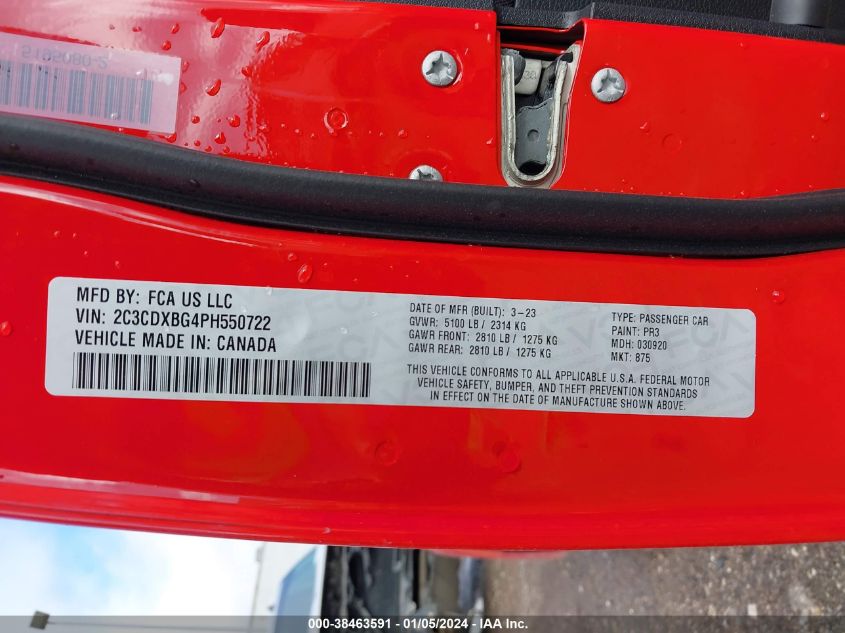 5195080-2
MFD BY: FCA US LLC
VIN: 2C3CDXBG4PH550722
VEHICLE MADE IN: CANADA
DATE OF MFR (BUILT): 3-23
GVWR: 5100 LB / 2314 KG
GAWR FRONT: 2810 LB / 1275 KG
GAWR REAR: 2810 LB / 1275 KG
TYPE: PASSENGER CAR
PAINT: PR3
MDH: 030920
MKT: 875
THIS VEHICLE CONFORMS TO ALL APPLICABLE U.S.A. FEDERAL MOTOR
VEHICLE SAFETY, BUMPER, AND THEFT PREVENTION STANDARDS
IN EFFECT ON THE DATE OF MANUFACTURE SHOWN ABOVE.
000-38463591 - 01/05/2024 - IAA Inc.